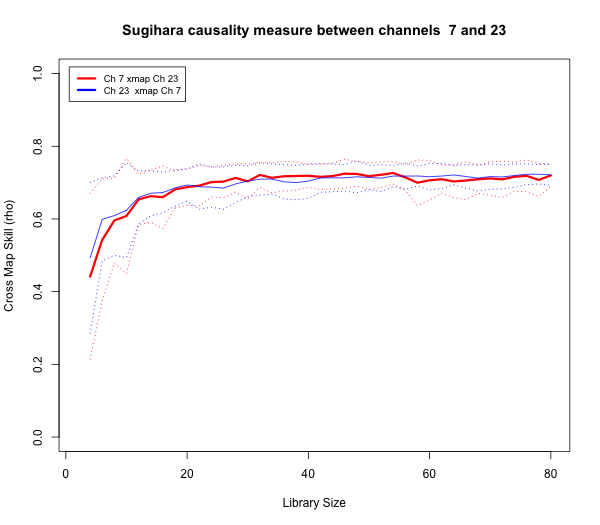 Sugihara causality measure between channels  7 and 23
Ch 7 xmap Ch 23
Ch 23  xmap Ch 7
Cross Map Skill (rho)
1.0
0.8
0.6
0.4
0.2
0.0
0 20 40 60 80
Library Size